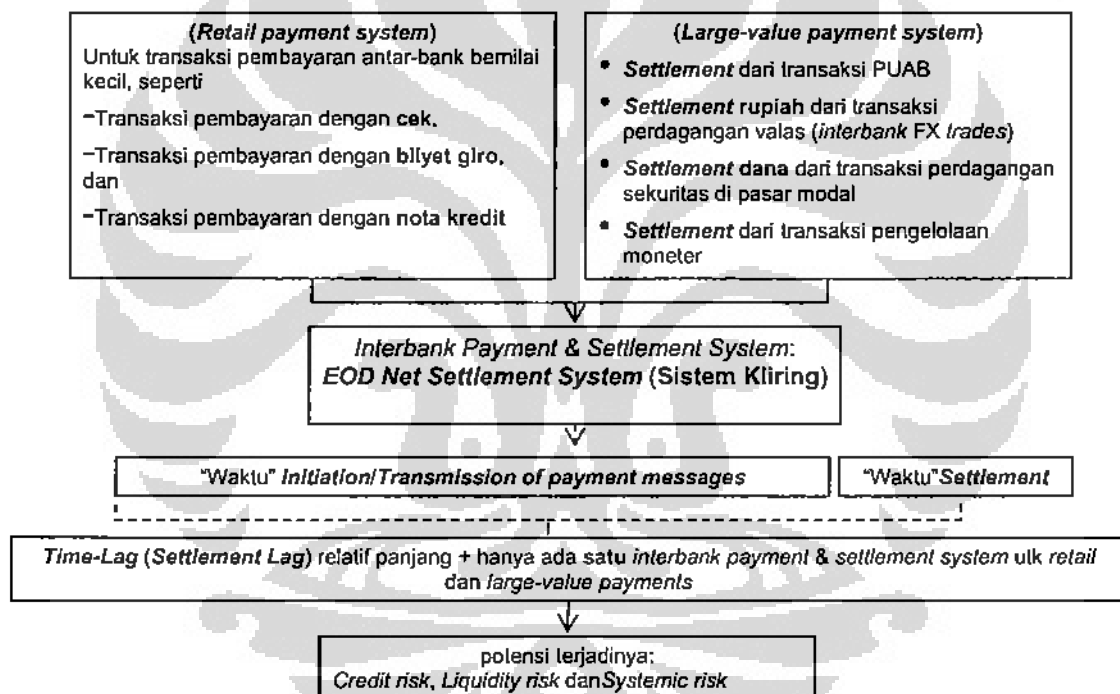 (Retail payment system)
Untuk transaksi pembayaran antar-bank bernilai
kecil, seperti
−Transaksi pembayaran dengan cek,
−Transaksi pembayaran dengan bilyet giro,
dan
−Transaksi pembayaran dengan nota kredit
(Large-value payment system)
• Settlement dari transaksi PUAB
• Settlement rupiah dari transaksi
perdagangan valas (interbank FX trades)
• Settlement dana dari transaksi perdagangan
sekuritas di pasar modal
• Settlement dari transaksi pengelolaan
moneter
Interbank Payment & Settlement System:
EOD Net Settlement System (Sistem Kliring)
"Waktu" Initiation/Transmission of payment messages
"Waktu"Settlement
Time-Lag (Settlement Lag) relatif panjang + hanya ada satu interbank payment & settlement system utk retail
dan large-value payments
potensi terjadinya:
Credit risk, Liquidity risk danSystemic risk